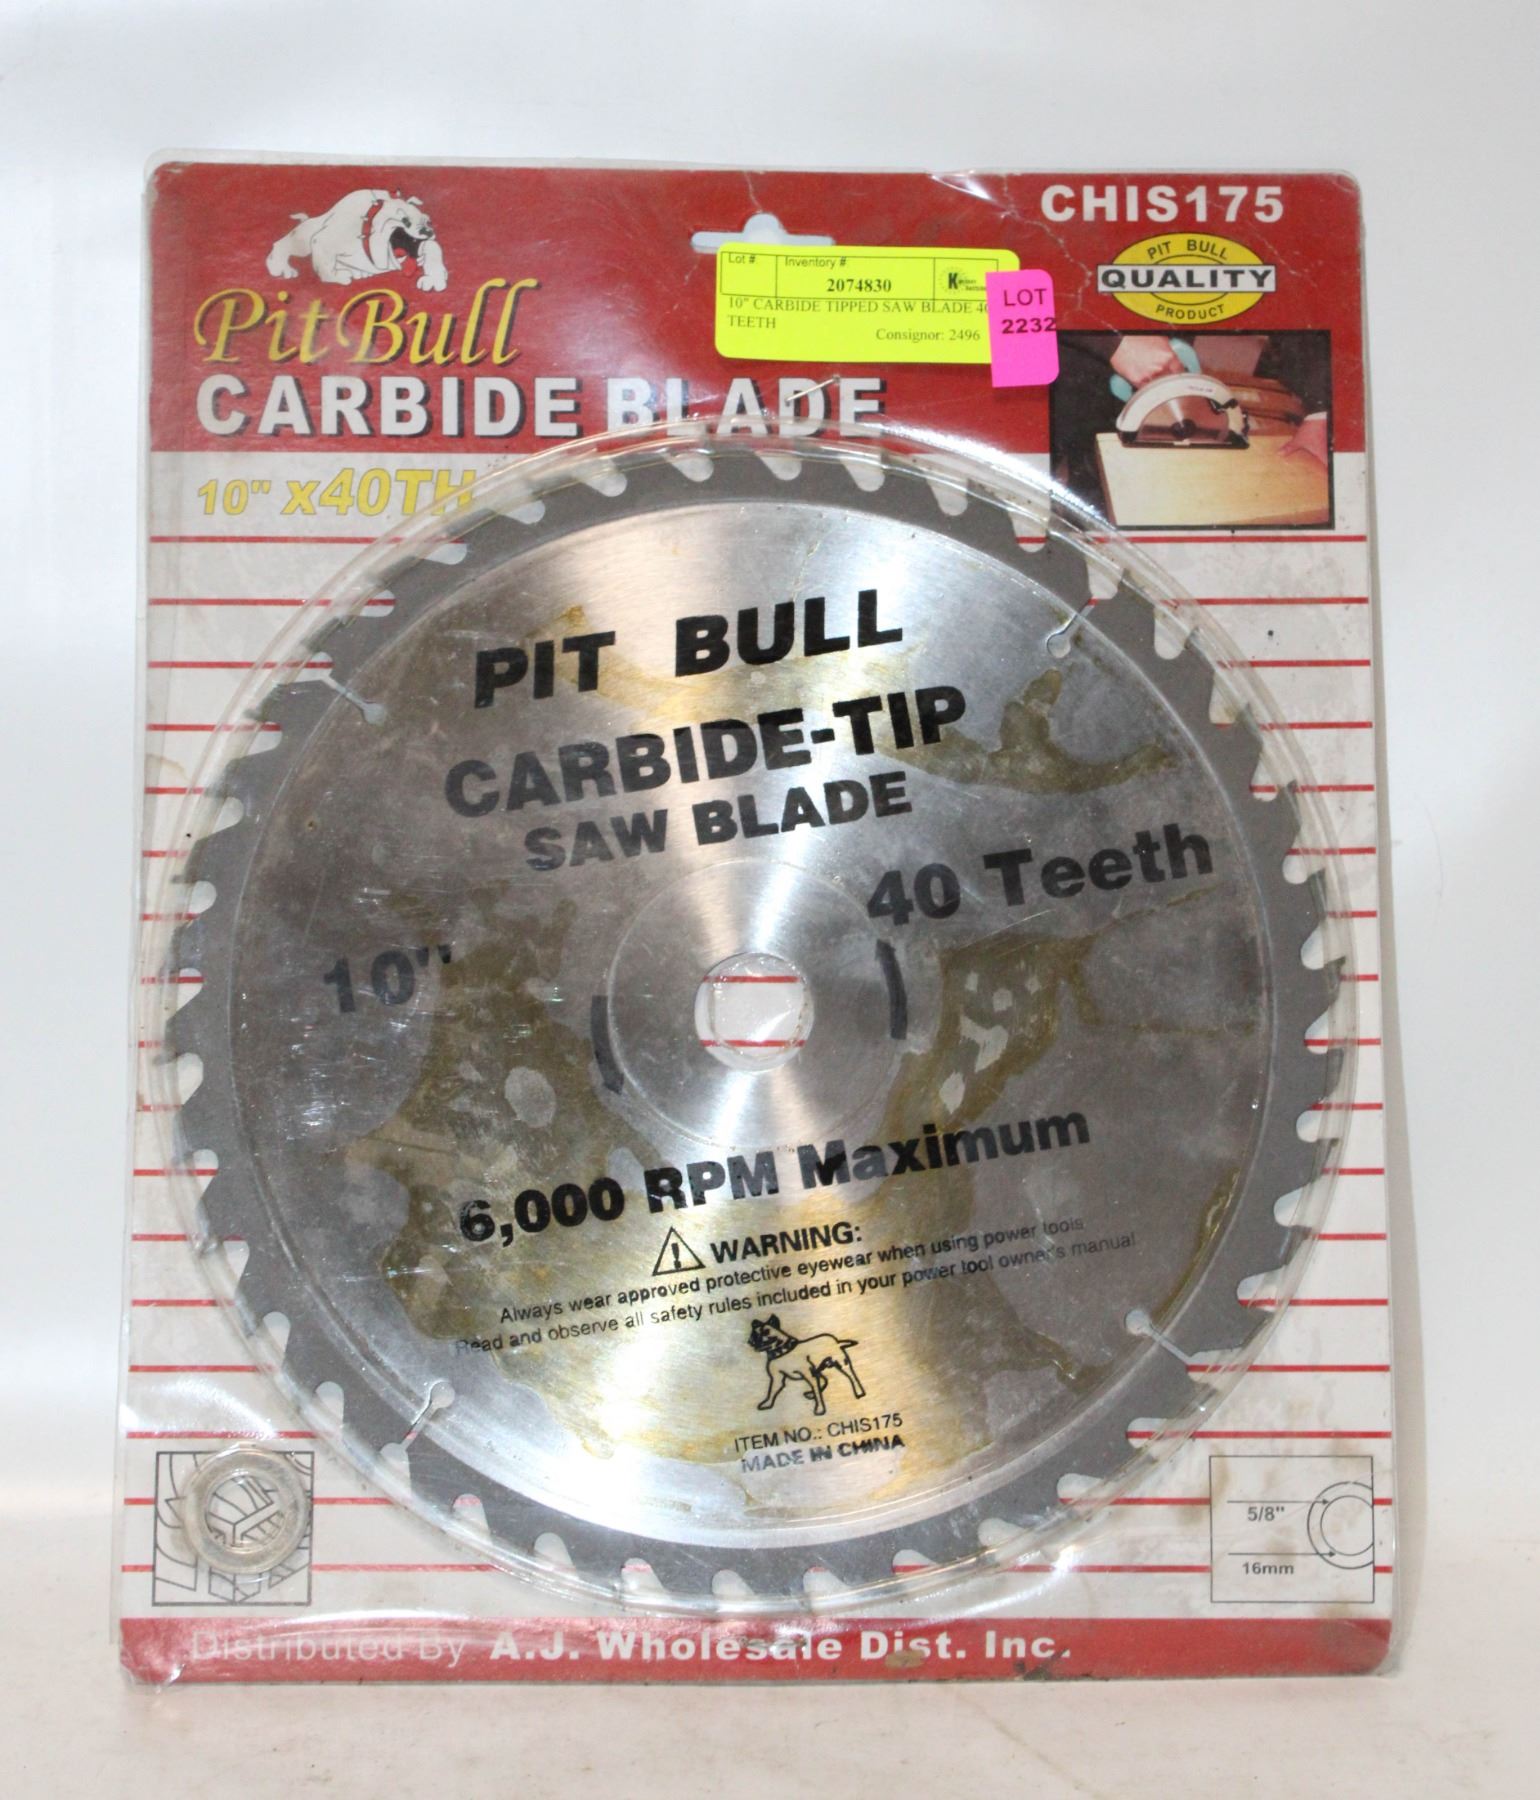 CHIS175
PIT BULL
QUALITY
PRODUCT
Lot #
Inventory #
2074830
10" CARBIDE TIPPED SAW BLADE 40
TEETH
Consignor: 2496
LOT
2232
Pit Bull
CARBIDE BLADE
10" x40TH
PIT BULL
CARBIDE-TIP
SAW BLADE
40 Teeth
10"
6,000 RPM Maximum
WARNING:
Always wear approved protective eyewear when using power tools
Read and observe all safety rules included in your power tool owner's manual
ITEM NO.: CHIS175
MADE IN CHINA
5/8"
16mm
Distributed By A.J. Wholesale Dist. Inc.